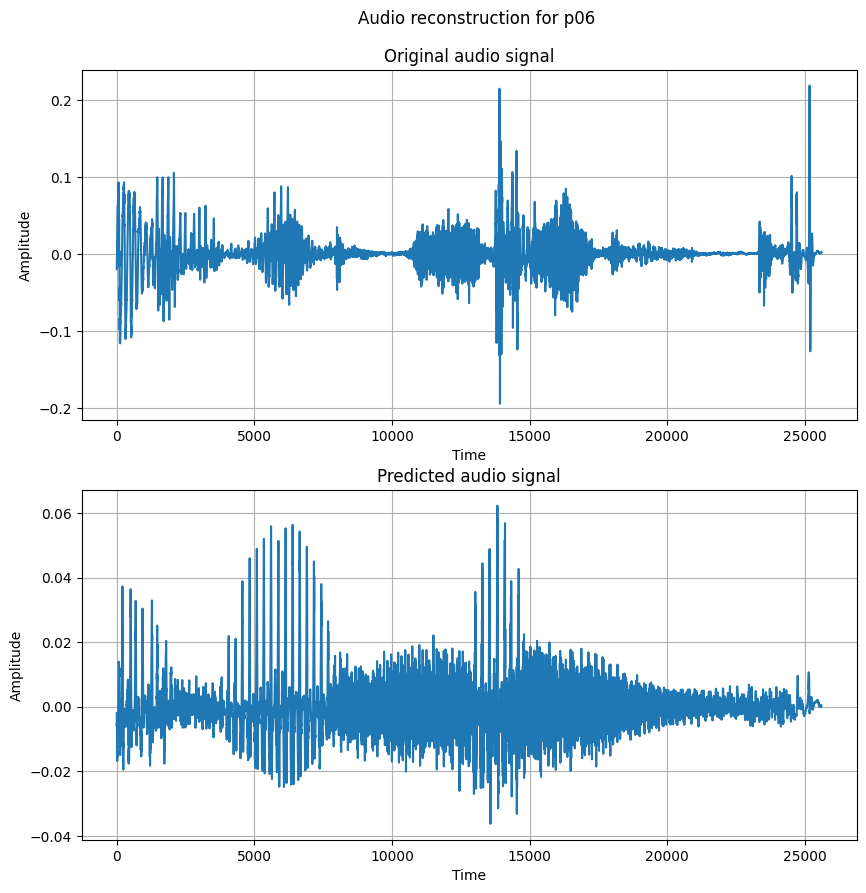 Audio reconstruction for p06
Original audio signal
0.2
0.1
0.0
−0.1
−0.2
Amplitude
0 5000 10000 15000 20000 25000
Time
Predicted audio signal
0.06
0.04
0.02
0.00
−0.02
−0.04
Amplitude
0 5000 10000 15000 20000 25000
Time